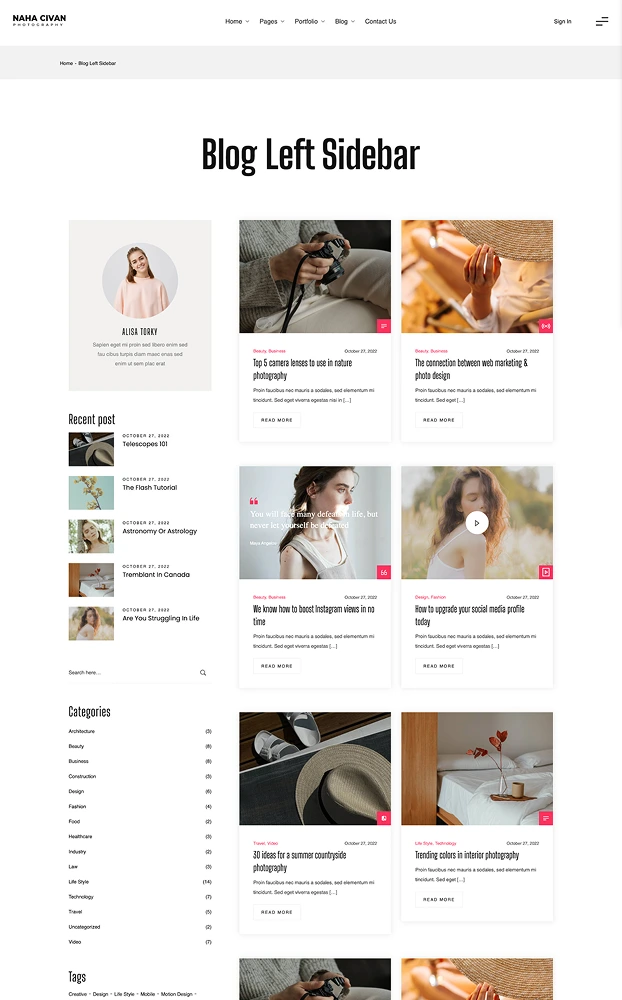 NAHA CIVAN
PHOTOGRAPHY
Home Pages Portfolio Blog Contact Us
Sign In
Home - Blog Left Sidebar
Blog Left Sidebar
ALISA TORKY
Sapien eget mi proin sed libero enim sed
fau cibus turpis diam maec enas sed
enim ut sem plac erat
Recent post
OCTOBER 27, 2022
Telescopes 101
OCTOBER 27, 2022
The Flash Tutorial
OCTOBER 27, 2022
Astronomy Or Astrology
OCTOBER 27, 2022
Tremblant In Canada
OCTOBER 27, 2022
Are You Struggling In Life
Search here...
Categories
Architecture (3)
Beauty (8)
Business (8)
Construction (3)
Design (6)
Fashion (4)
Food (2)
Healthcare (3)
Industry (2)
Law (3)
Life Style (14)
Technology (7)
Travel (5)
Uncategorized (2)
Video (7)
Tags
Celectronic - Design - Life Style - Mobile - Motion Design -
Beauty, Business October 27, 2022
Top 5 camera lenses to use in nature
photography
Proin faucibus nec mauris a sodales, sed elementum mi
tincidunt. Sed eget viverra egestas nisi in [...]
READ MORE
Beauty, Business October 27, 2022
The connection between web marketing &
photo design
Proin faucibus nec mauris a sodales, sed elementum mi
tincidunt. Sed eget [...]
READ MORE
You will face many defeats in life, but
never let yourself be defeated
Maya Angelou
Beauty, Business October 27, 2022
We know how to boost Instagram views in no
time
Proin faucibus nec mauris a sodales, sed elementum mi
tincidunt. Sed eget viverra egestas [...]
READ MORE
Design, Fashion October 27, 2022
How to upgrade your social media profile
today
Proin faucibus nec mauris a sodales, sed elementum mi
tincidunt. Sed eget viverra egestas [...]
READ MORE
Travel, Video October 27, 2022
30 ideas for a summer countryside
photography
Proin faucibus nec mauris a sodales, sed elementum mi
tincidunt. Sed eget viverra egestas [...]
READ MORE
Life Style, Technology October 27, 2022
Trending colors in interior photography
Proin faucibus nec mauris a sodales, sed elementum mi
tincidunt. Sed eget [...]
READ MORE